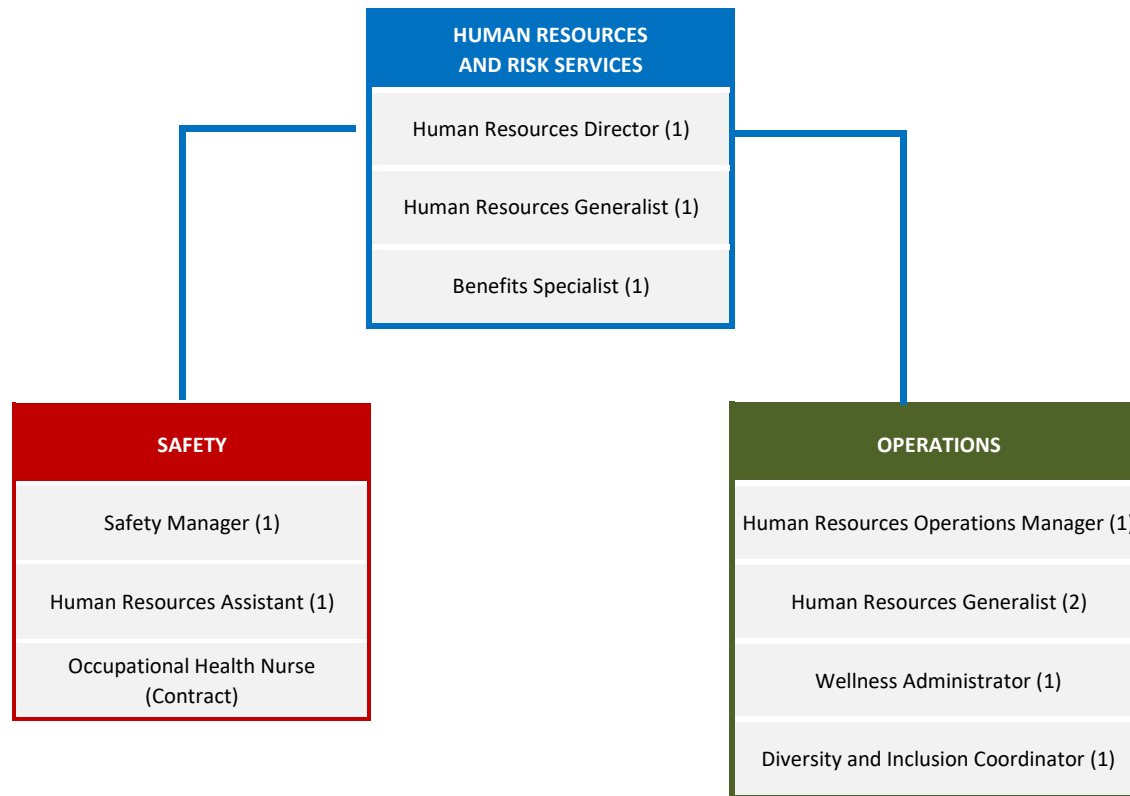 HUMAN RESOURCES
AND RISK SERVICES
Human Resources Director (1)
Human Resources Generalist (1)
Benefits Specialist (1)
SAFETY
Safety Manager (1)
Human Resources Assistant (1)
Occupational Health Nurse
(Contract)
OPERATIONS
Human Resources Operations Manager (1)
Human Resources Generalist (2)
Wellness Administrator (1)
Diversity and Inclusion Coordinator (1)